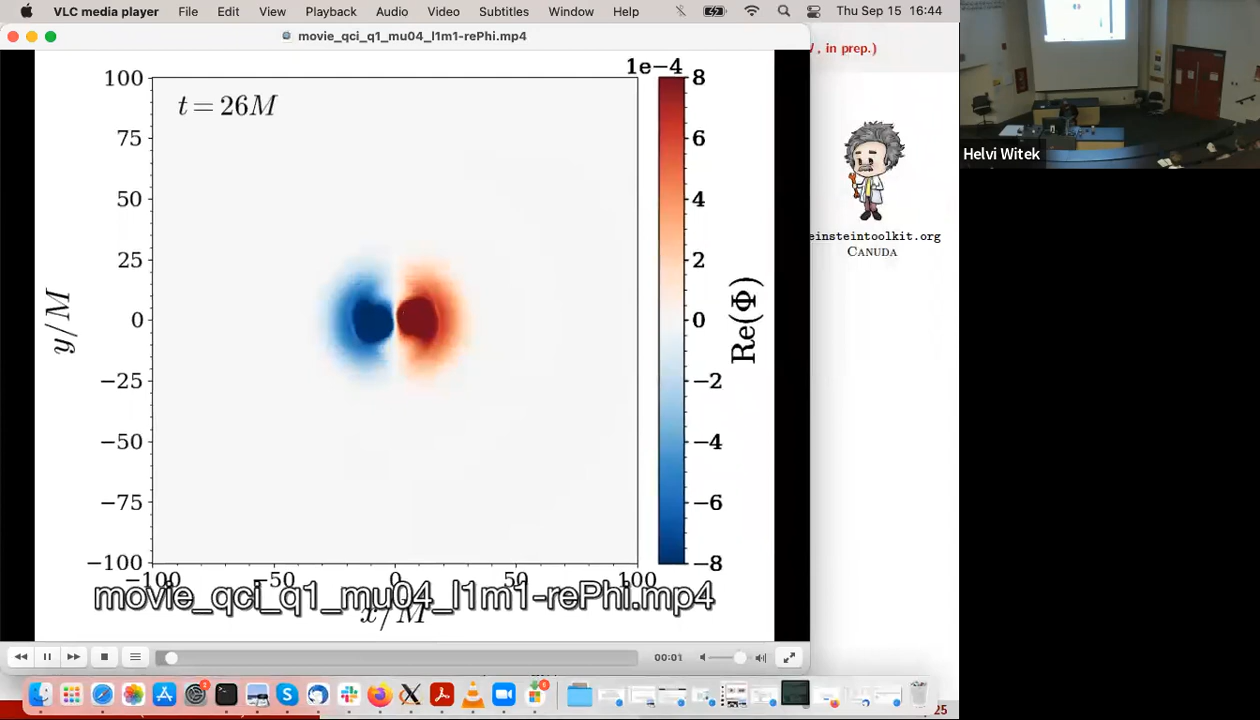 VLC media player File Edit View Playback Audio Video Subtitles Window Help Thu Sep 15 16:44
movie_qci_q1_mu04_l1m1-rePhi.mp4
, in prep.)
1e−4
t = 26M
100
75
50
25
0
−25
−50
−75
−100
y/M
8
6
4
2
0
−2
−4
−6
−8
Re(Φ)
−100 −50 0 50 100
x/M
movie_qci_q1_mu04_l1m1-rePhi.mp4
einsteintoolkit.org
CANUDA
Helvi Witek
00:01
25